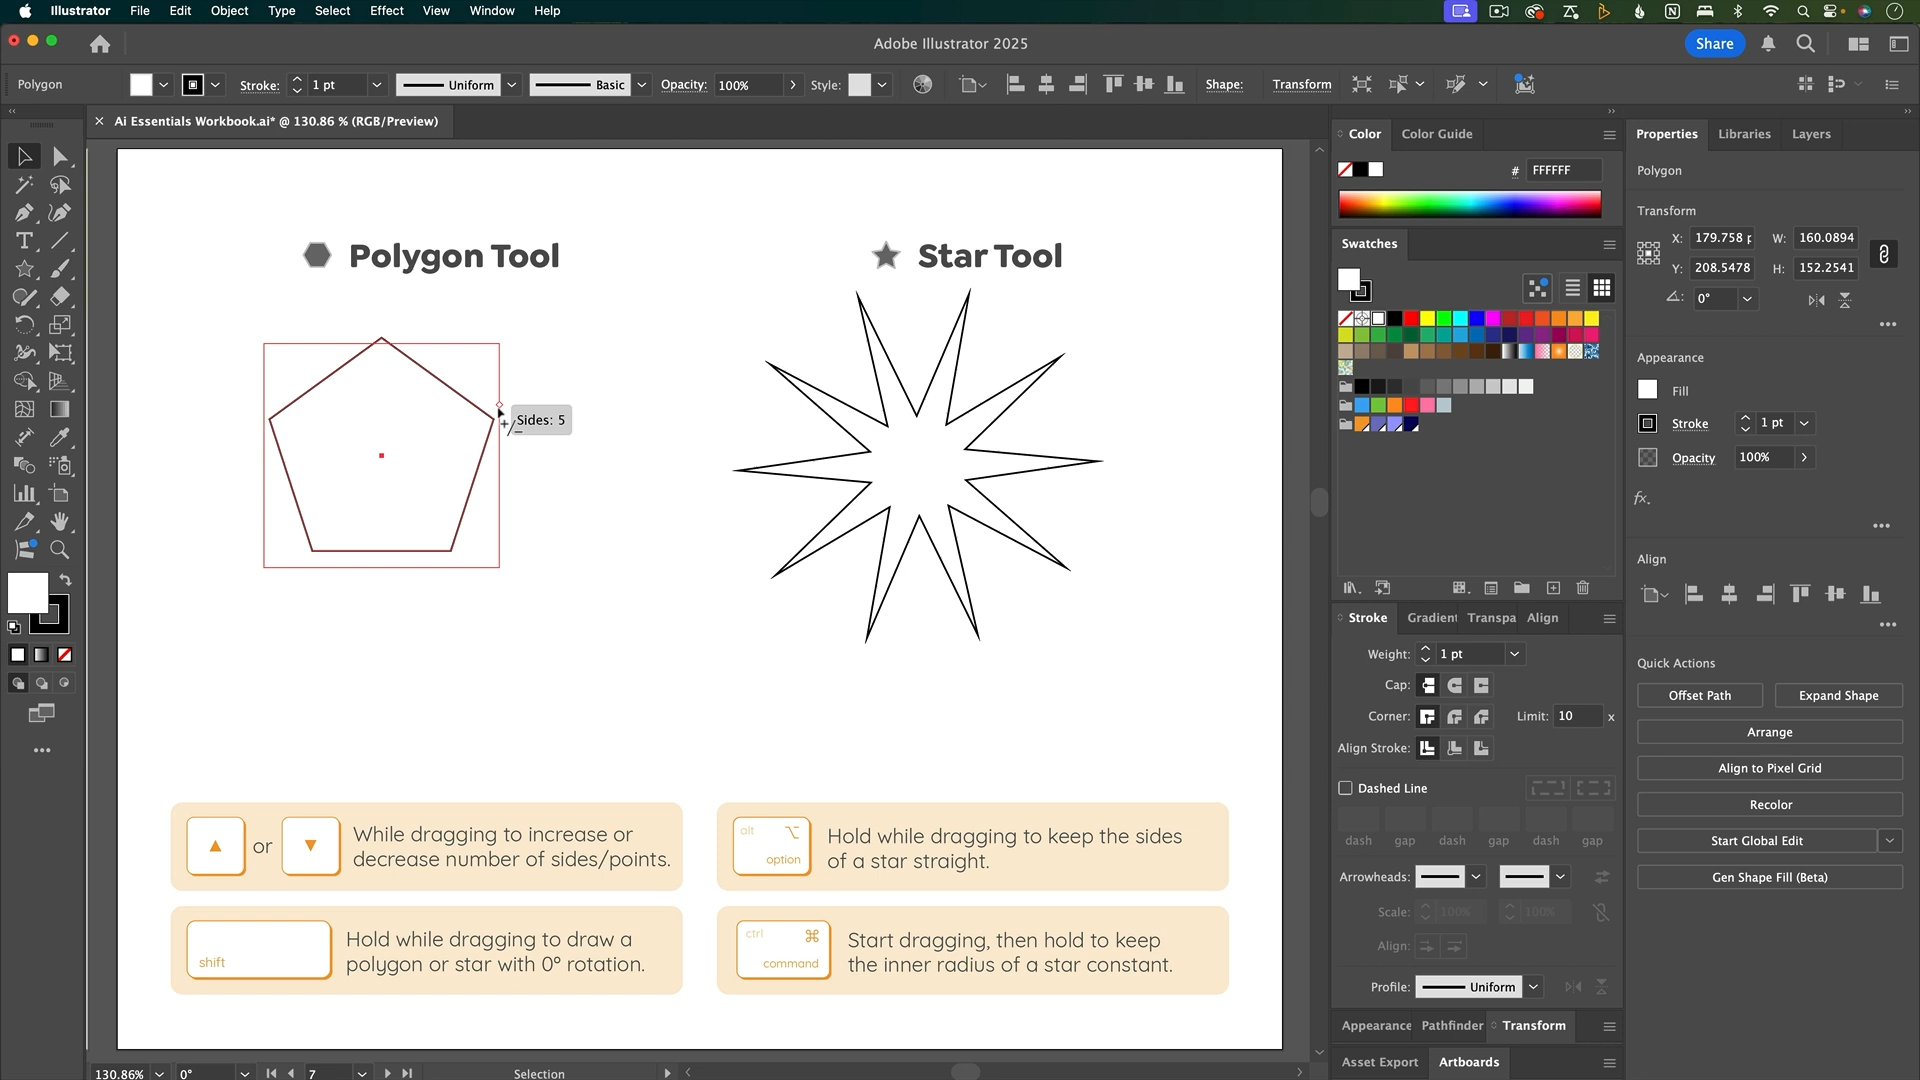 Illustrator File Edit Object Type Select Effect View Window Help
Adobe Illustrator 2025
Share
Polygon Stroke: 1 pt Uniform Basic Opacity: 100% Style: Shape: Transform
Ai Essentials Workbook.ai* @ 130.86 % (RGB/Preview)
Polygon Tool
Star Tool
Sides: 5
or
While dragging to increase or
decrease number of sides/points.
alt
option
Hold while dragging to keep the sides
of a star straight.
shift
Hold while dragging to draw a
polygon or star with 0° rotation.
ctrl
command
Start dragging, then hold to keep
the inner radius of a star constant.
130.86% 0° 7 Selection
Color Color Guide
# FFFFFF
Swatches
Stroke Gradient Transpa Align
Weight: 1 pt
Cap:
Corner: Limit: 10 x
Align Stroke:
Dashed Line
dash gap dash gap dash gap
Arrowheads:
Scale: 100% 100%
Align:
Profile: Uniform
Appearance Pathfinder Transform
Asset Export Artboards
Properties Libraries Layers
Polygon
Transform
X: 179.758 p W: 160.0894
Y: 208.5478 H: 152.2541
0°
Appearance
Fill
Stroke 1 pt
Opacity 100%
fx.
Align
Quick Actions
Offset Path Expand Shape
Arrange
Align to Pixel Grid
Recolor
Start Global Edit
Gen Shape Fill (Beta)